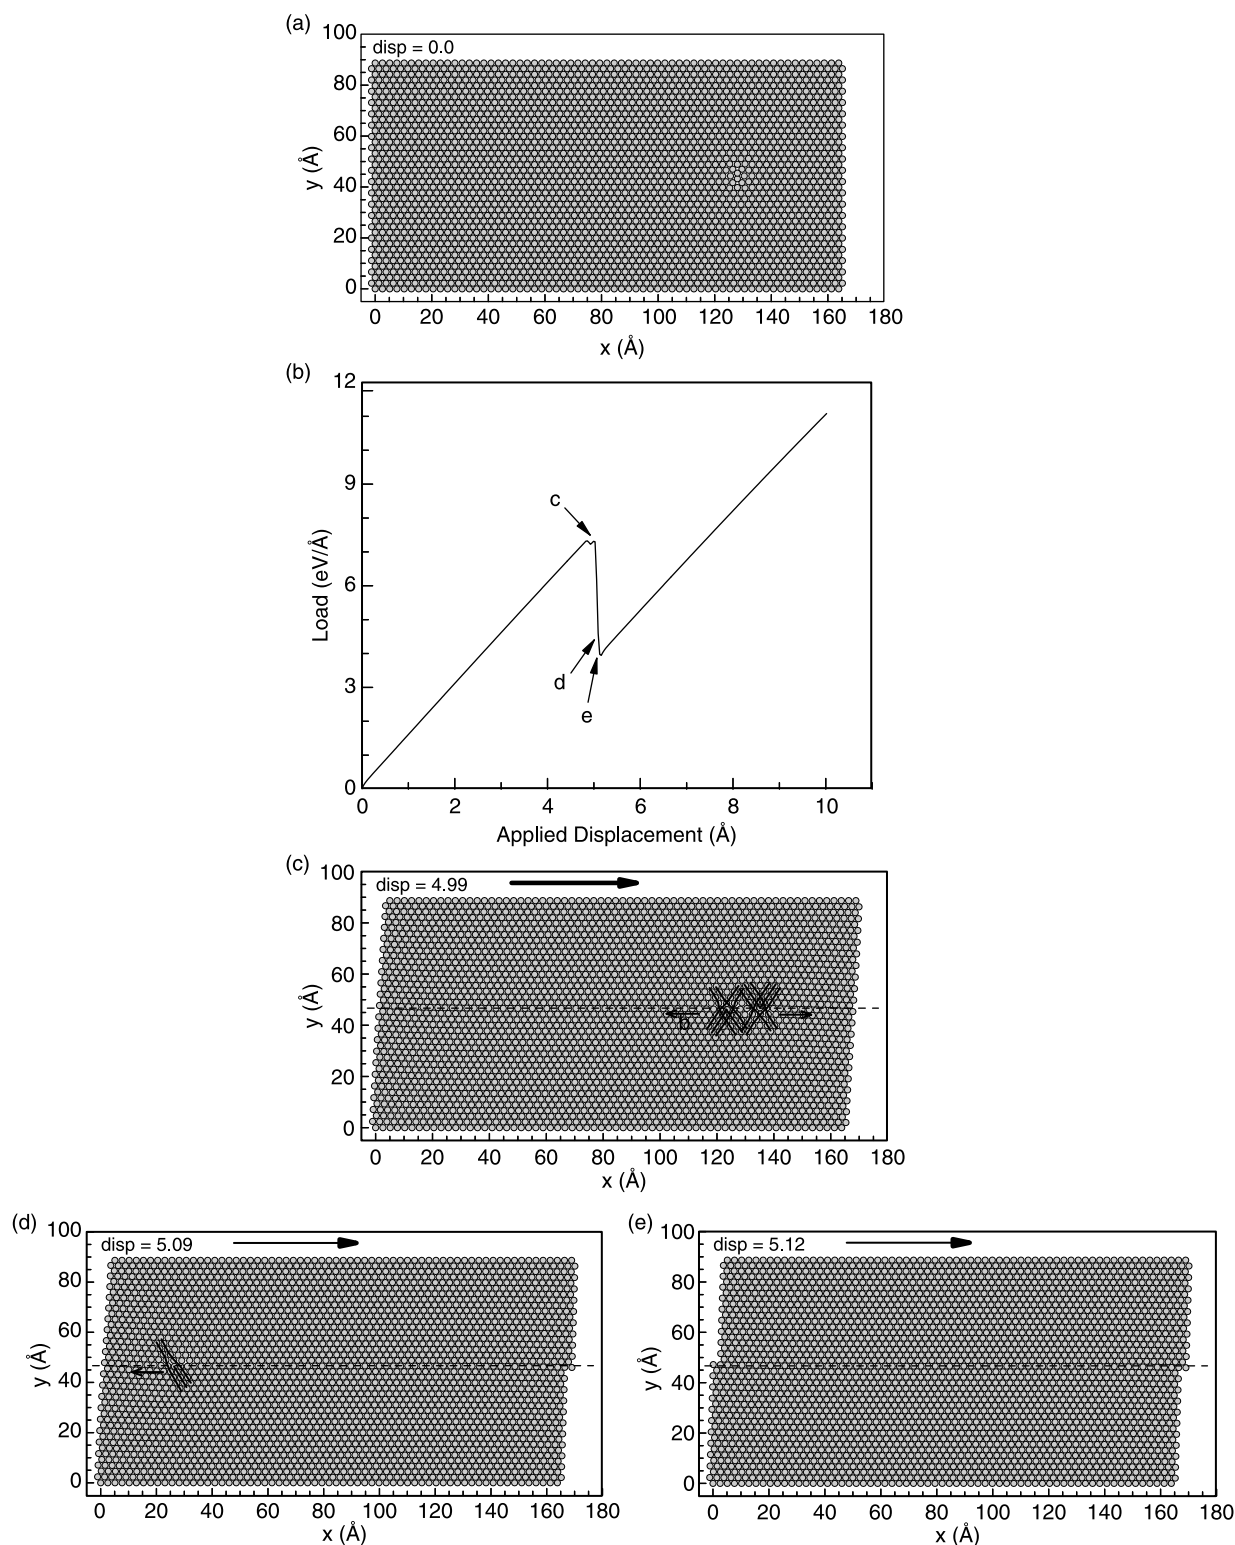 (a)
disp = 0.0
100
80
60
40
20
0
y (Å)
0 20 40 60 80 100 120 140 160 180
x (Å)
(b)
12
9
6
3
0
Load (eV/Å)
c
d
e
0 2 4 6 8 10
Applied Displacement (Å)
(c)
disp = 4.99
100
80
60
40
20
0
y (Å)
b
0 20 40 60 80 100 120 140 160 180
x (Å)
(d)
disp = 5.09
100
80
60
40
20
0
y (Å)
0 20 40 60 80 100 120 140 160 180
x (Å)
(e)
disp = 5.12
100
80
60
40
20
0
y (Å)
0 20 40 60 80 100 120 140 160 180
x (Å)